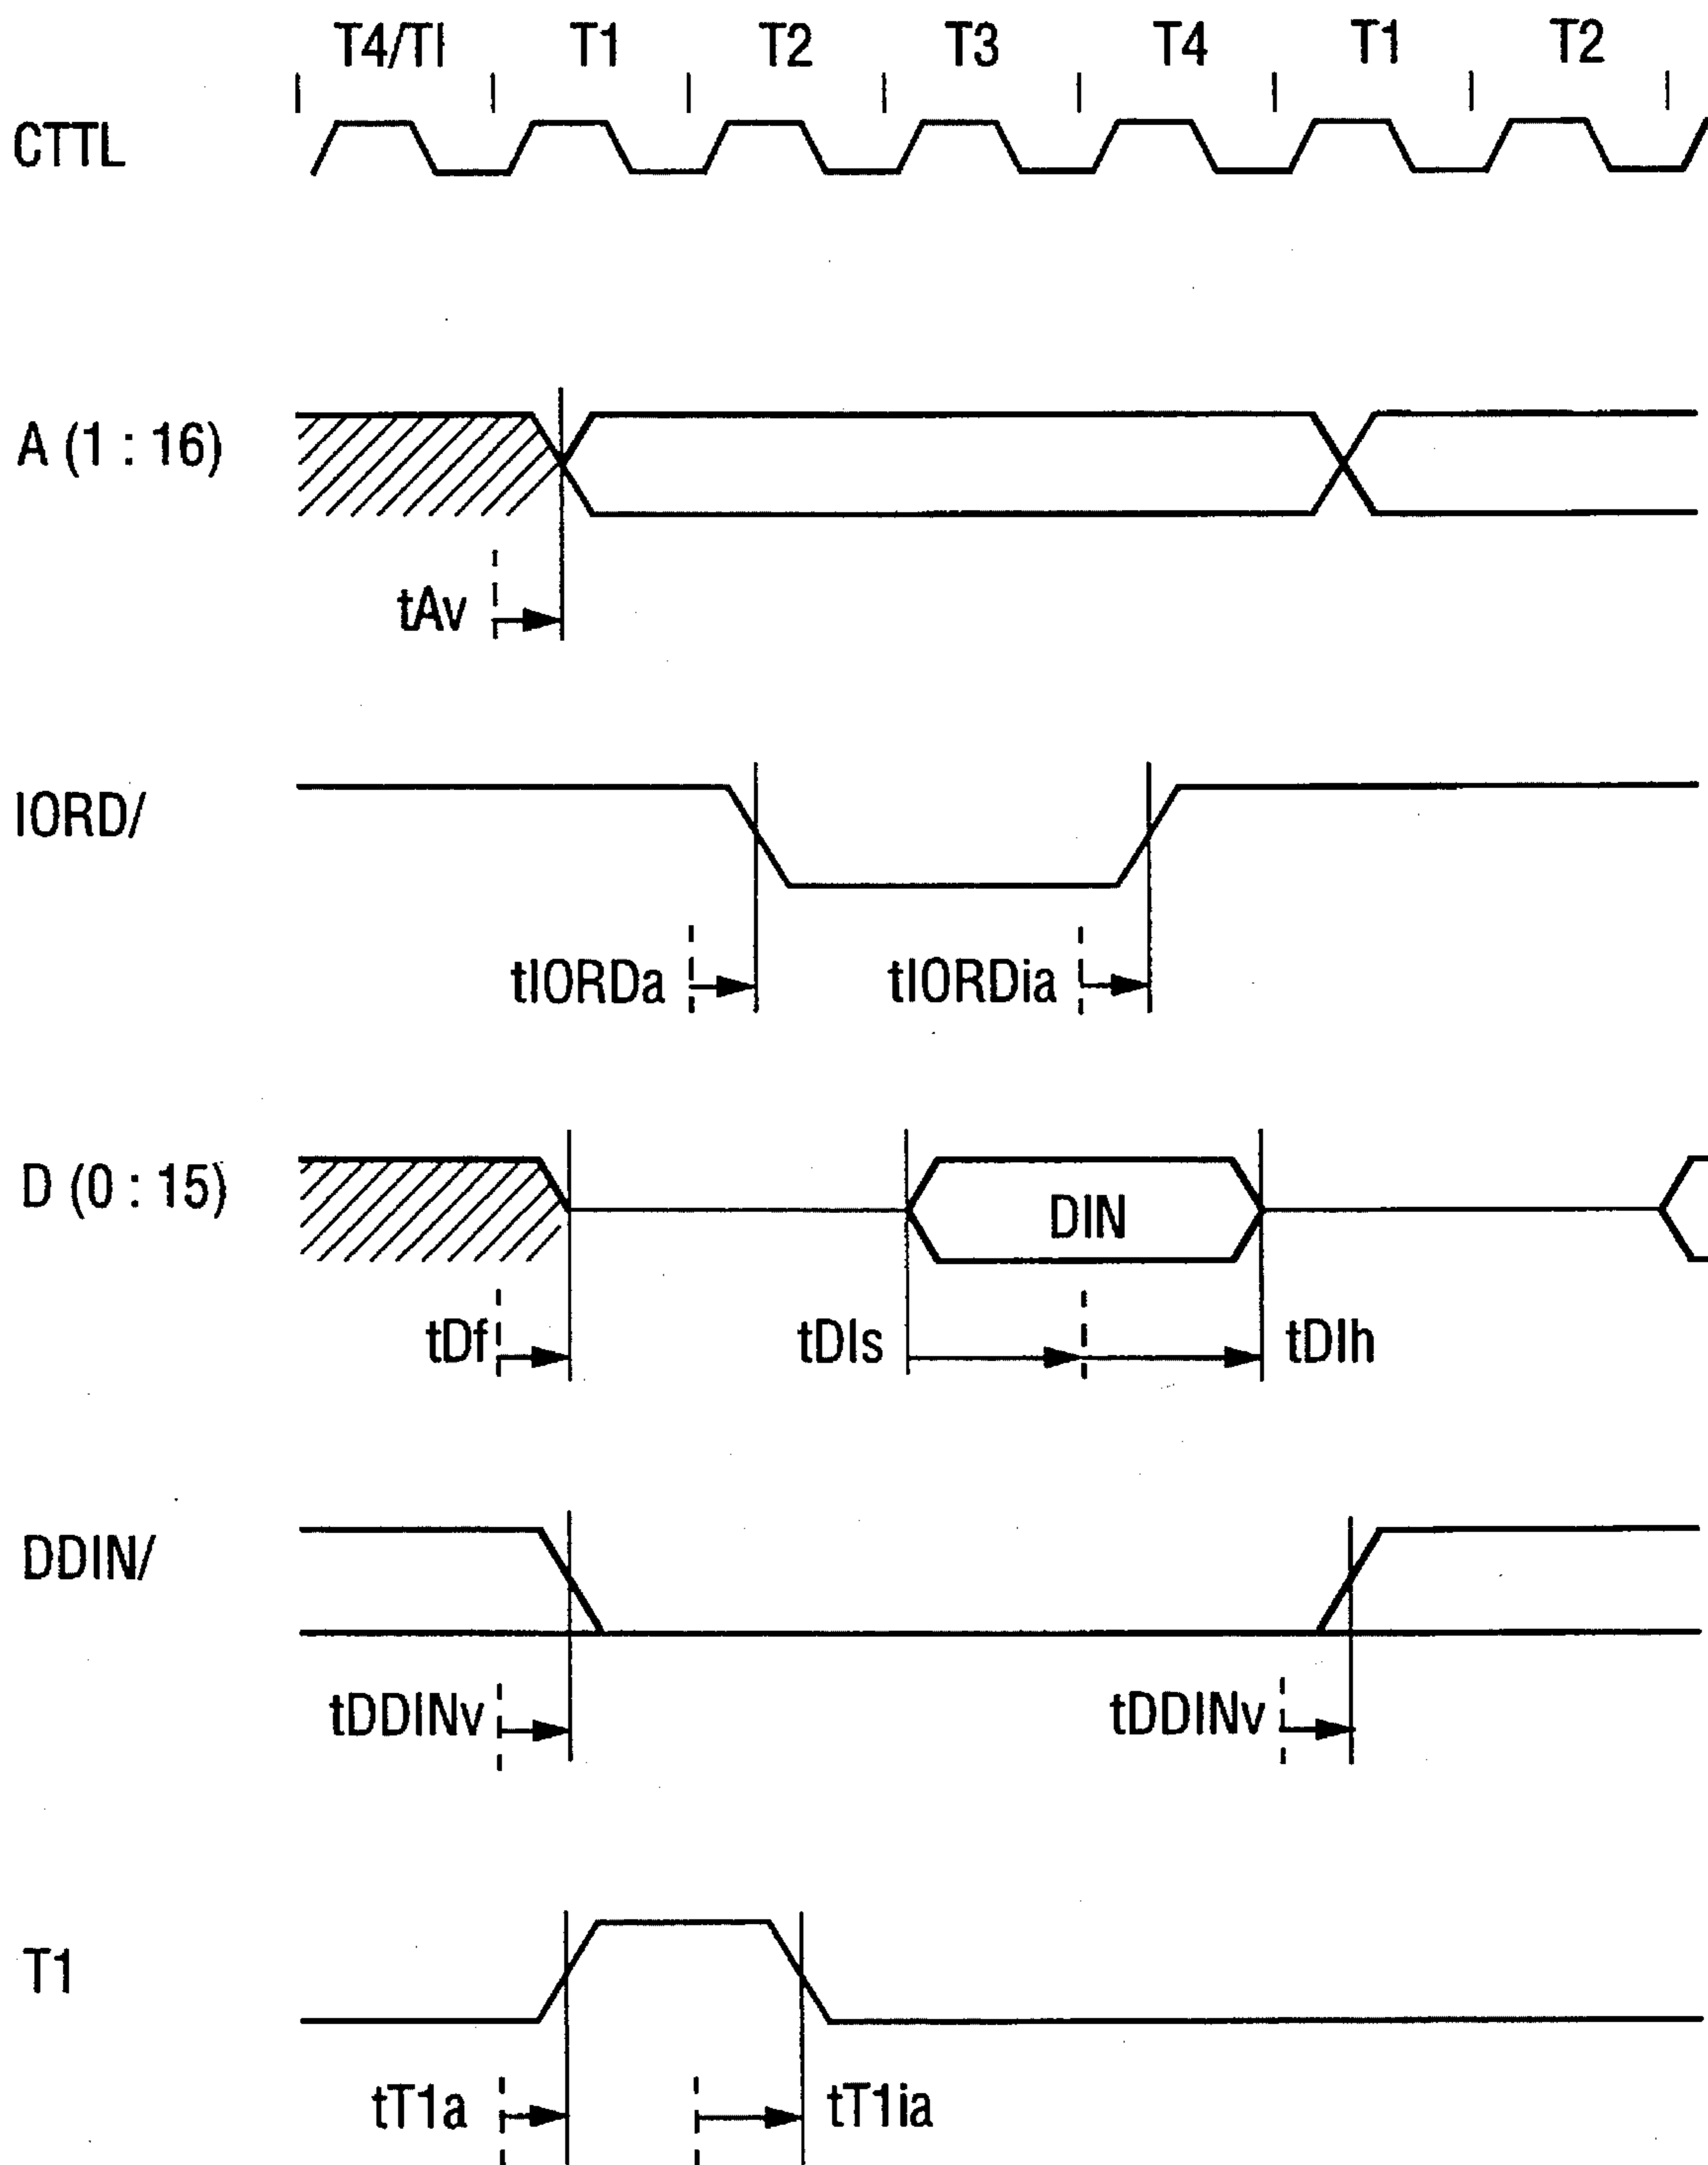 T4/TI T1 T2 T3 T4 T1 T2
CTTL
A (1 : 16)
tAv
IORD/
tIORDa tIORDia
D (0 : 15) DIN
tDf tDIs tDIh
DDIN/
tDDINv tDDINv
T1
tT1a tT1ia